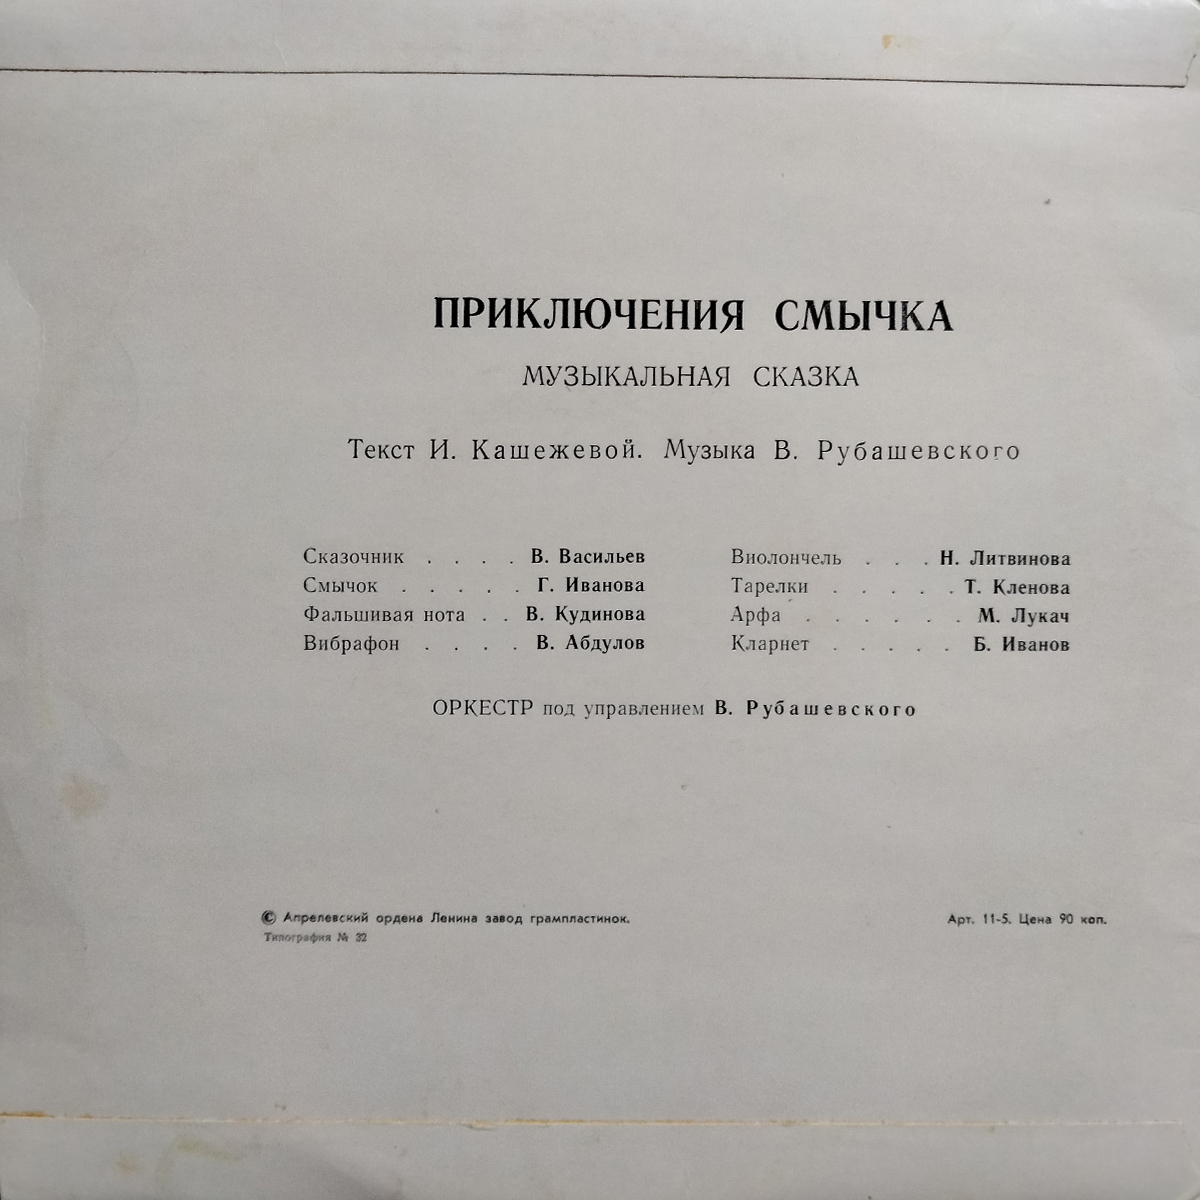 ПРИКЛЮЧЕНИЯ СМЫЧКА
МУЗЫКАЛЬНАЯ СКАЗКА
Текст И. Кашежевой. Музыка В. Рубашевского
Сказочник . . . . В. Васильев
Смычок . . . . . Г. Иванова
Фальшивая нота . . В. Кудинова
Вибрафон . . . . В. Абдулов
Виолончель . . . Н. Литвинова
Тарелки . . . . . Т. Кленова
Арфа . . . . . . М. Лукач
Кларнет . . . . . Б. Иванов
ОРКЕСТР под управлением В. Рубашевского
© Апрелевский ордена Ленина завод грампластинок.
Типография № 32
Арт. 11-5. Цена 90 коп.